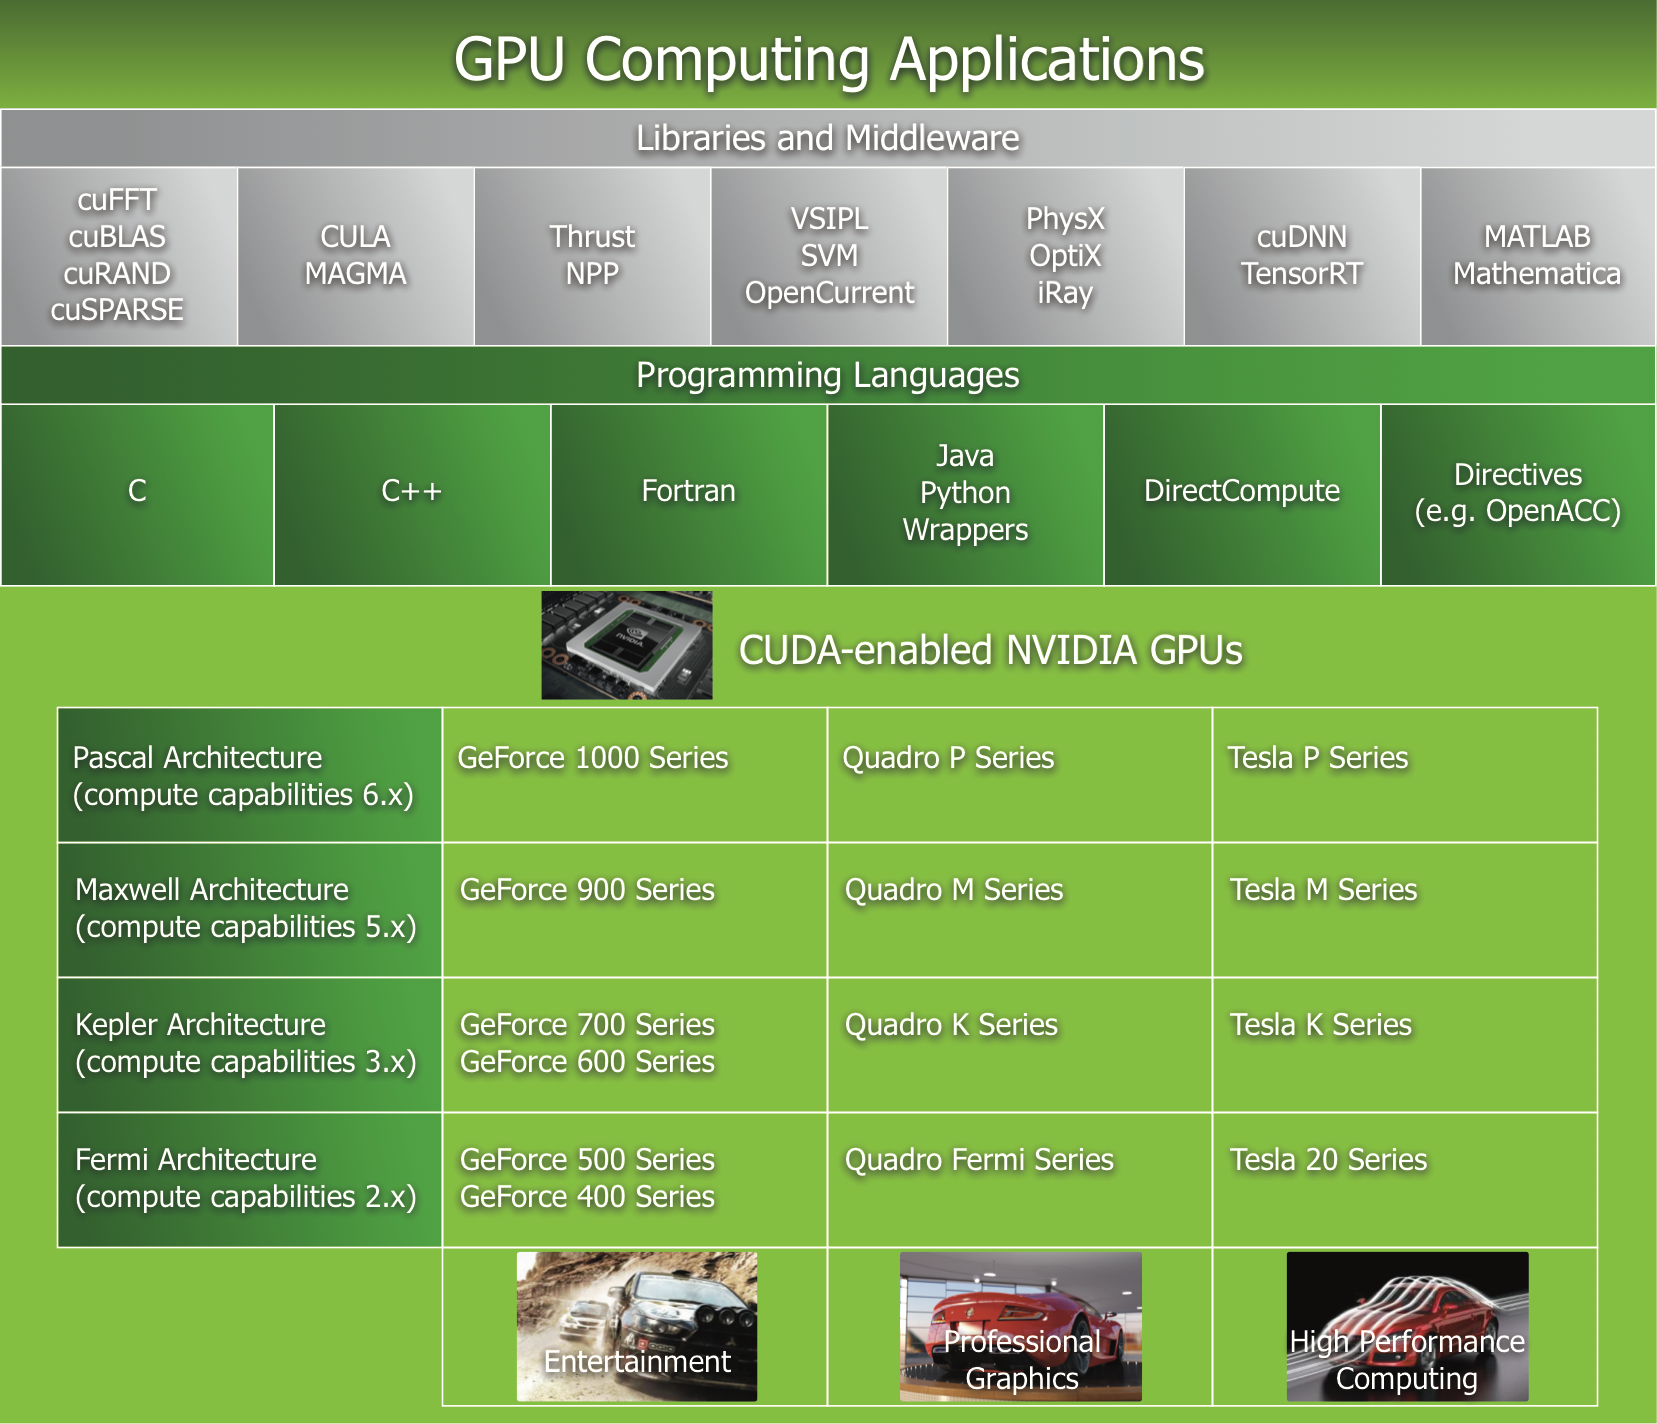 GPU Computing Applications
Libraries and Middleware
cuFFT
cuBLAS
cuRAND
cuSPARSE
CULA
MAGMA
Thrust
NPP
VSIPL
SVM
OpenCurrent
PhysX
OptiX
iRay
cuDNN
TensorRT
MATLAB
Mathematica
Programming Languages
C
C++
Fortran
Java
Python
Wrappers
DirectCompute
Directives
(e.g. OpenACC)
NVIDIA
CUDA-enabled NVIDIA GPUs
Pascal Architecture
(compute capabilities 6.x)
GeForce 1000 Series
Quadro P Series
Tesla P Series
Maxwell Architecture
(compute capabilities 5.x)
GeForce 900 Series
Quadro M Series
Tesla M Series
Kepler Architecture
(compute capabilities 3.x)
GeForce 700 Series
GeForce 600 Series
Quadro K Series
Tesla K Series
Fermi Architecture
(compute capabilities 2.x)
GeForce 500 Series
GeForce 400 Series
Quadro Fermi Series
Tesla 20 Series
Entertainment
Professional
Graphics
High Performance
Computing